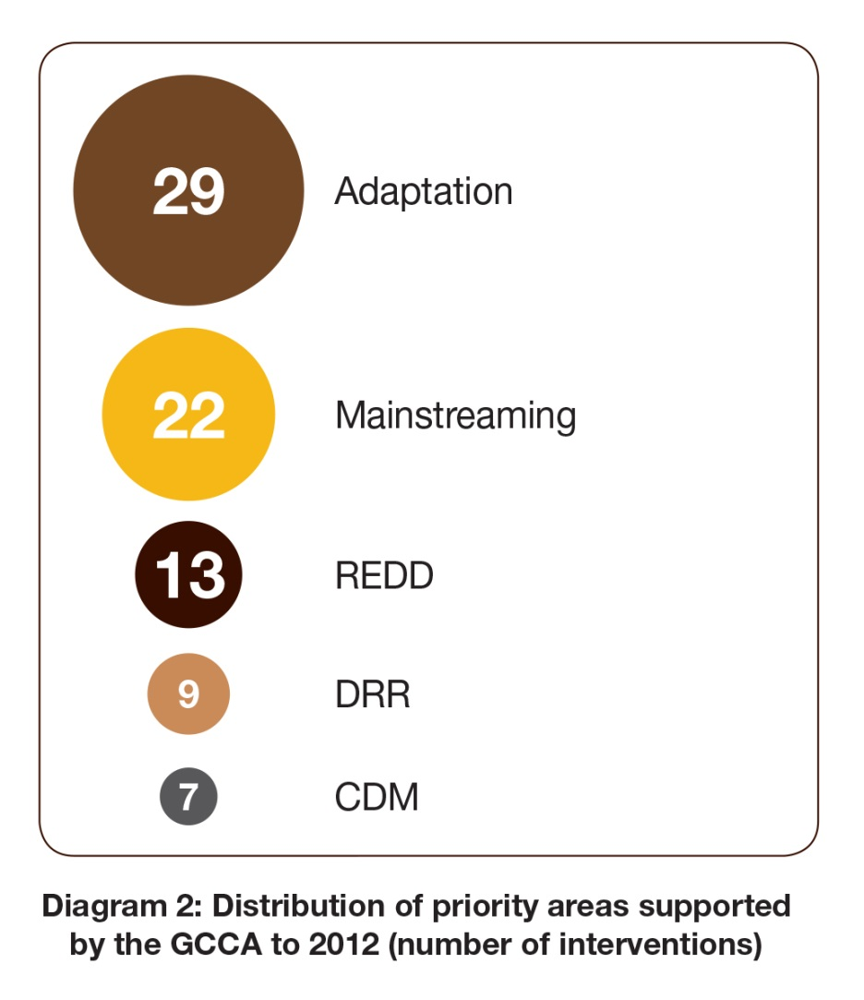 29 Adaptation
22 Mainstreaming
13 REDD
9 DRR
7 CDM
Diagram 2: Distribution of priority areas supported
by the GCCA to 2012 (number of interventions)